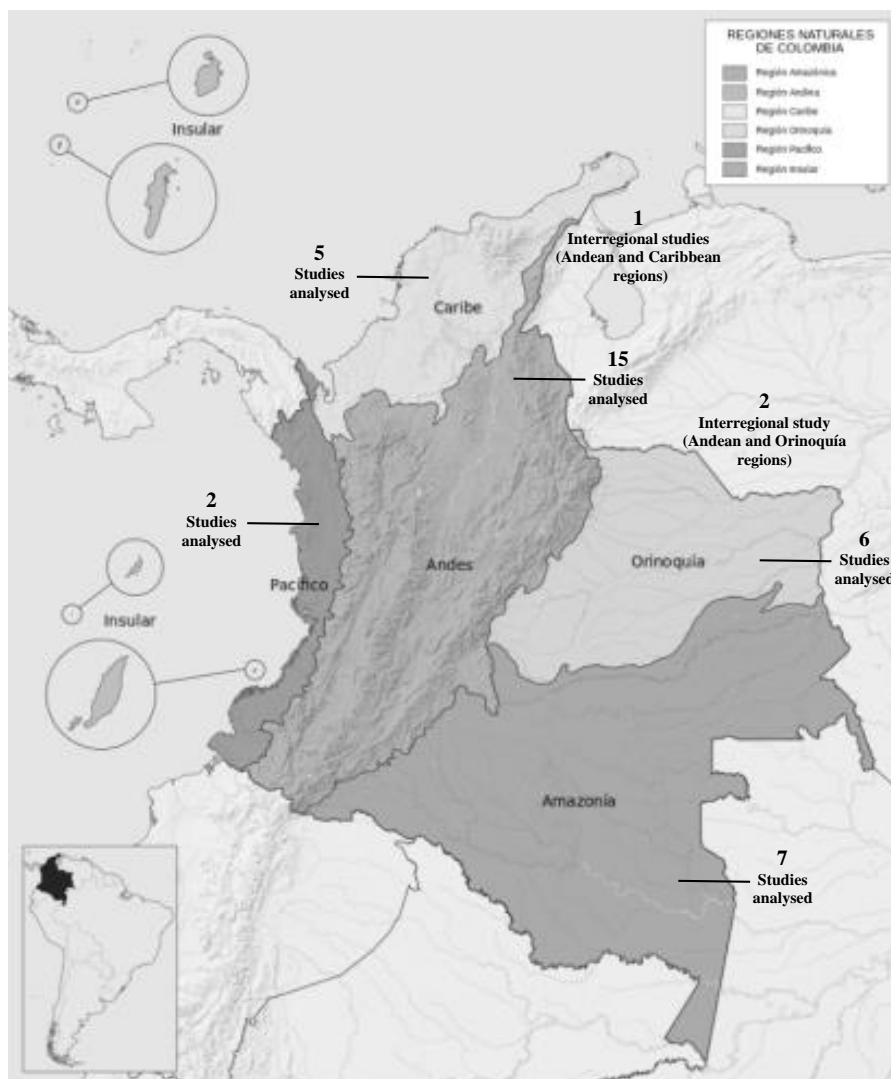 REGIONES NATURALES
DE COLOMBIA
Región Amazónica
Región Andina
Región Caribe
Región Orinoquía
Región Pacífico
Región Insular
Insular
1
Interregional studies
(Andean and Caribbean
regions)
5
Studies
analysed
Caribe
15
Studies
analysed
2
Interregional study
(Andean and Orinoquía
regions)
2
Studies
analysed
Pacífico
Andes
Orinoquía
6
Studies
analysed
Insular
Amazonía
7
Studies
analysed